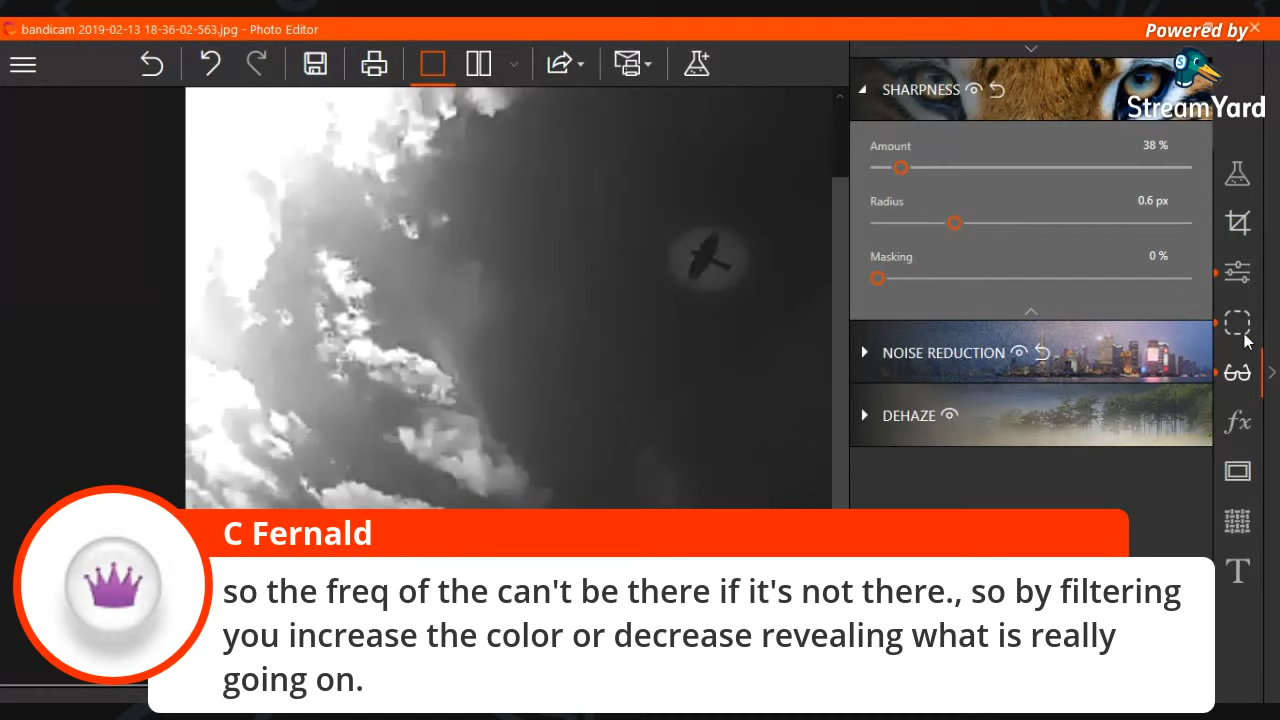 bandicam 2019-02-13 18-36-02-563.jpg - Photo Editor
Powered by
StreamYard
SHARPNESS
Amount 38 %
Radius 0.6 px
Masking 0 %
NOISE REDUCTION
DEHAZE
fx
T
C Fernald
so the freq of the can't be there if it's not there., so by filtering
you increase the color or decrease revealing what is really
going on.